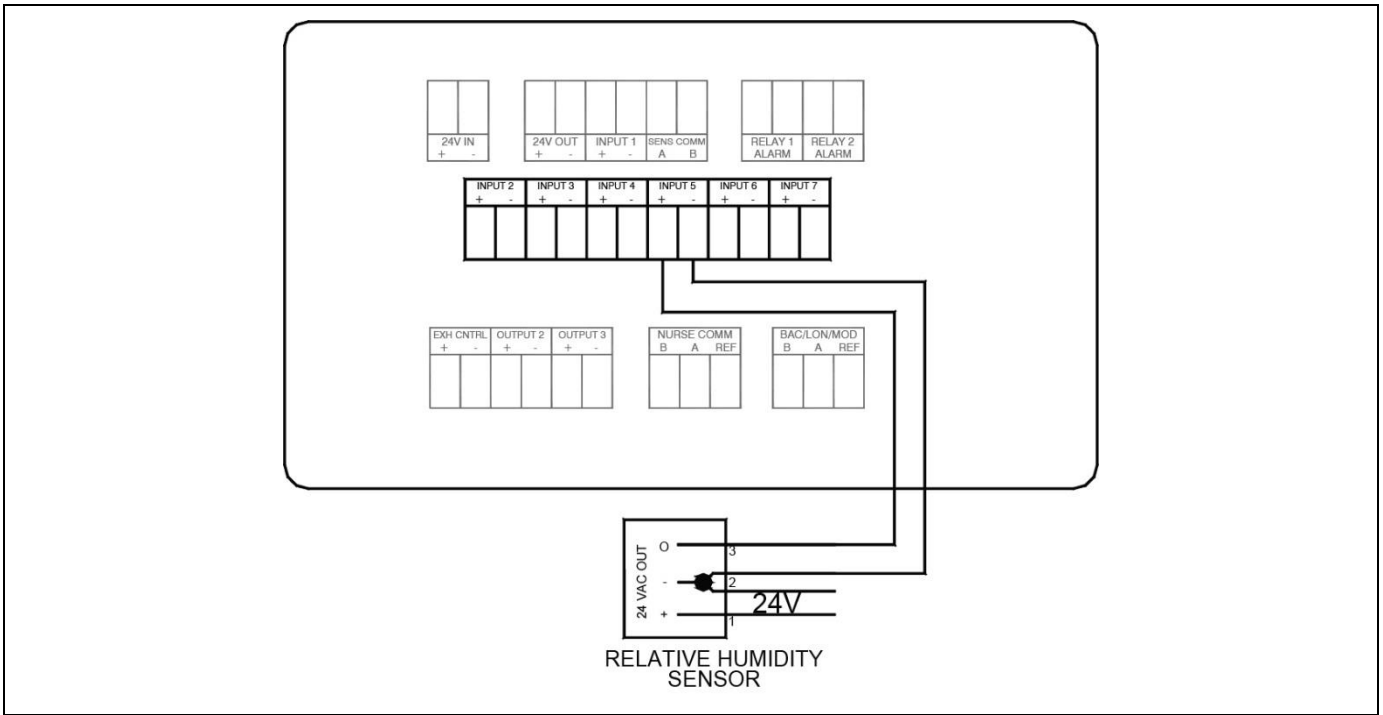 24V IN
+ -
24V OUT INPUT 1 SENS COMM
+ - + - A B
RELAY 1 RELAY 2
ALARM ALARM
INPUT 2 INPUT 3 INPUT 4 INPUT 5 INPUT 6 INPUT 7
+ - + - + - + - + - + -
EXH CNTRL OUTPUT 2 OUTPUT 3
+ - + - + -
NURSE COMM
B A REF
BAC/LON/MOD
B A REF
24 VAC OUT
O 3
- 2
24V
+ 1
RELATIVE HUMIDITY
SENSOR